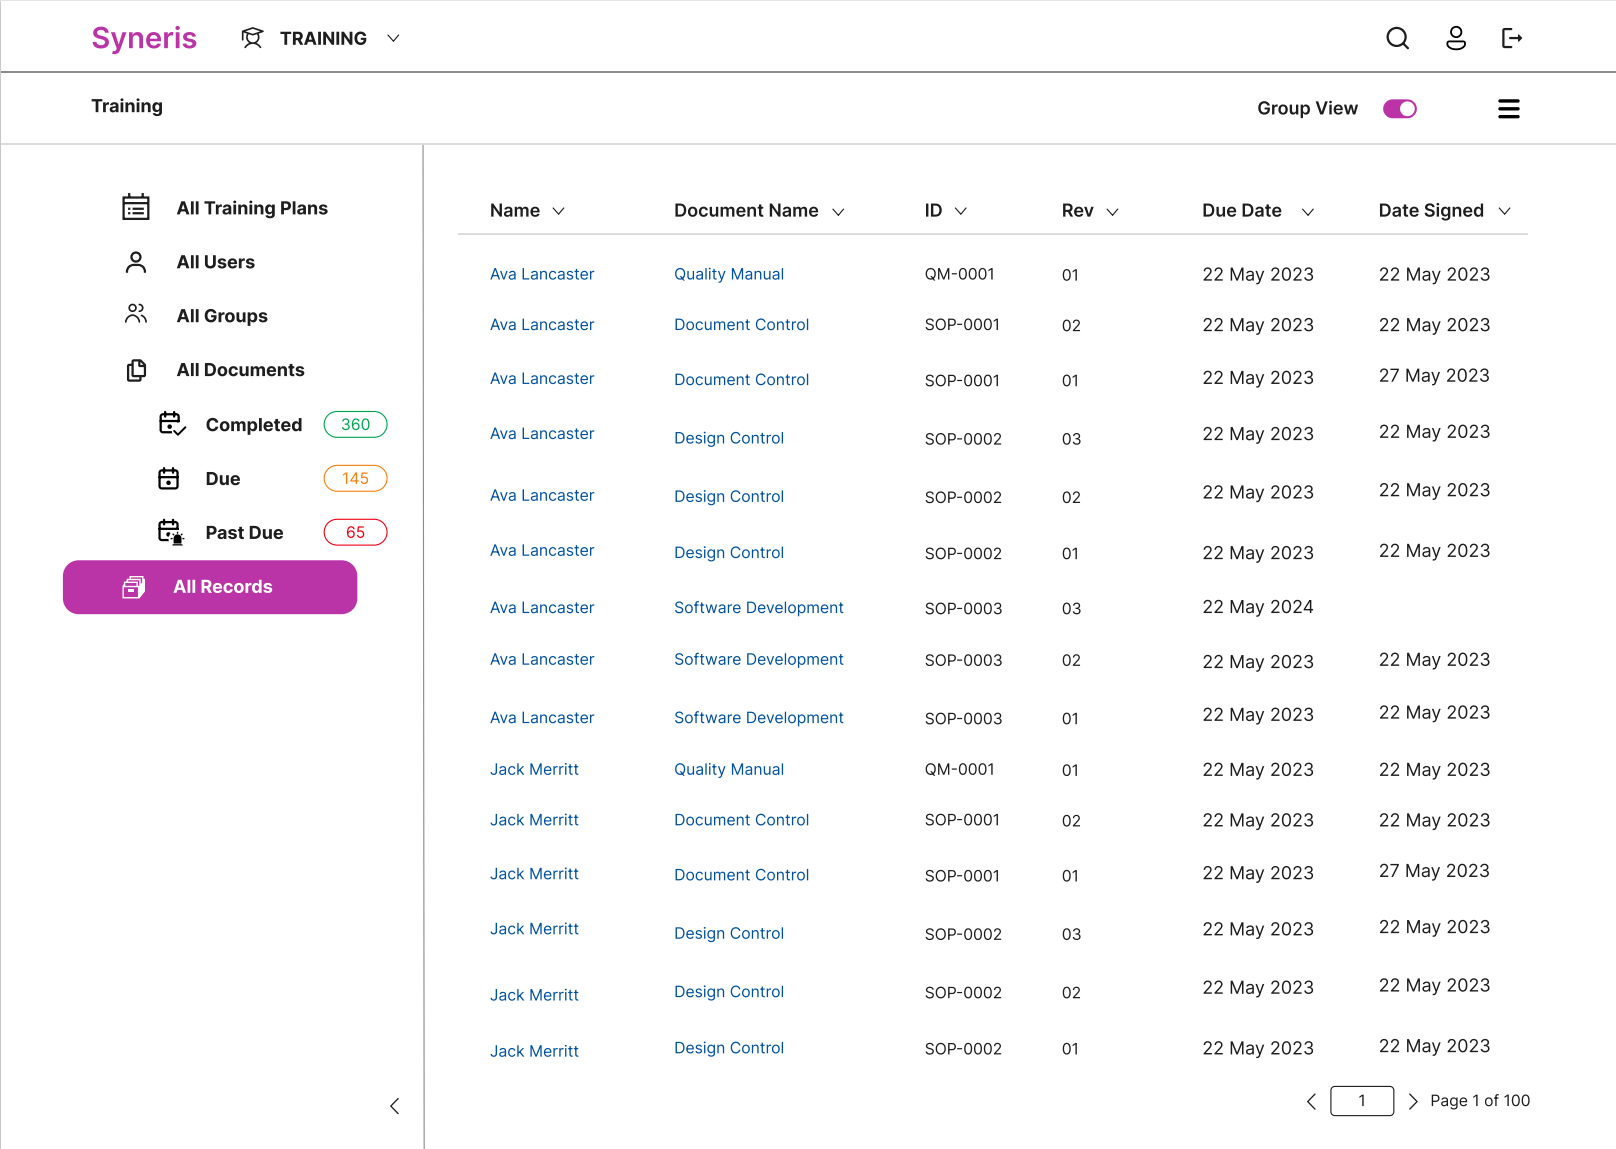 Syneris TRAINING
Training Group View
All Training Plans
All Users
All Groups
All Documents
Completed 360
Due 145
Past Due 65
All Records
Name Document Name ID Rev Due Date Date Signed
Ava Lancaster Quality Manual QM-0001 01 22 May 2023 22 May 2023
Ava Lancaster Document Control SOP-0001 02 22 May 2023 22 May 2023
Ava Lancaster Document Control SOP-0001 01 22 May 2023 27 May 2023
Ava Lancaster Design Control SOP-0002 03 22 May 2023 22 May 2023
Ava Lancaster Design Control SOP-0002 02 22 May 2023 22 May 2023
Ava Lancaster Design Control SOP-0002 01 22 May 2023 22 May 2023
Ava Lancaster Software Development SOP-0003 03 22 May 2024
Ava Lancaster Software Development SOP-0003 02 22 May 2023 22 May 2023
Ava Lancaster Software Development SOP-0003 01 22 May 2023 22 May 2023
Jack Merritt Quality Manual QM-0001 01 22 May 2023 22 May 2023
Jack Merritt Document Control SOP-0001 02 22 May 2023 22 May 2023
Jack Merritt Document Control SOP-0001 01 22 May 2023 27 May 2023
Jack Merritt Design Control SOP-0002 03 22 May 2023 22 May 2023
Jack Merritt Design Control SOP-0002 02 22 May 2023 22 May 2023
Jack Merritt Design Control SOP-0002 01 22 May 2023 22 May 2023
1 Page 1 of 100